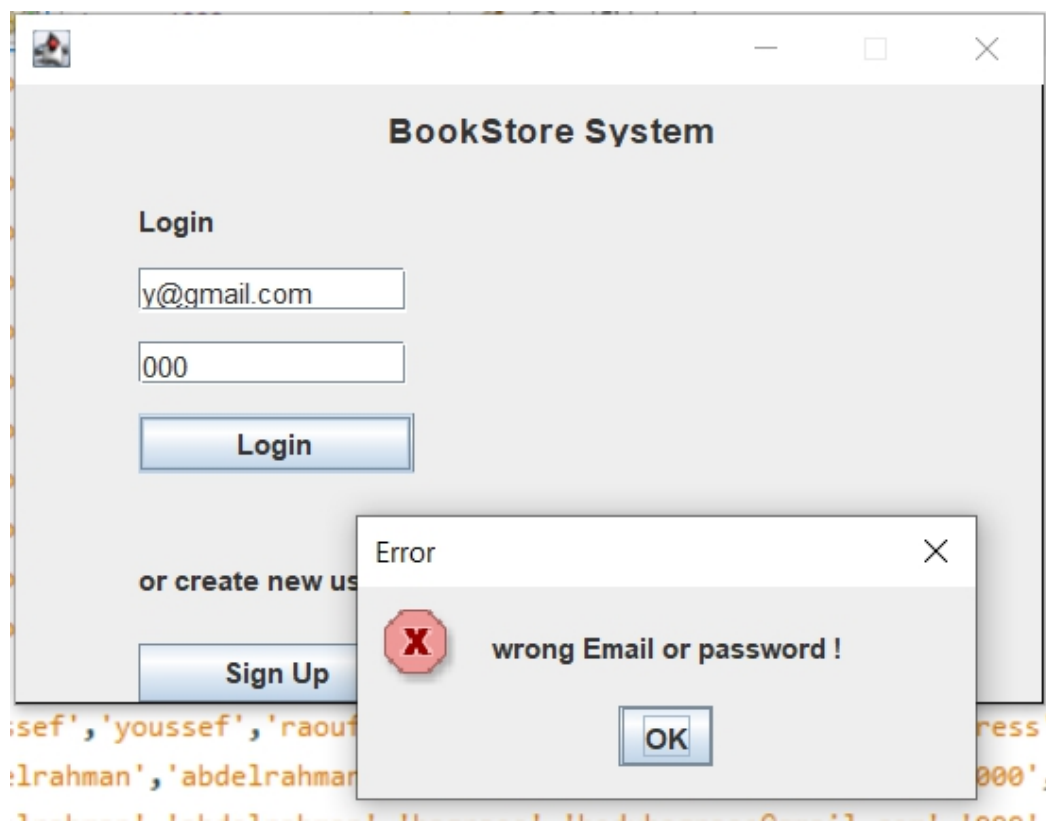 BookStore System
Login
y@gmail.com
000
Login
or create new us
Sign Up
Error
wrong Email or password !
OK
sef','youssef','raouf
ress
elrahman','abdelrahman
000',